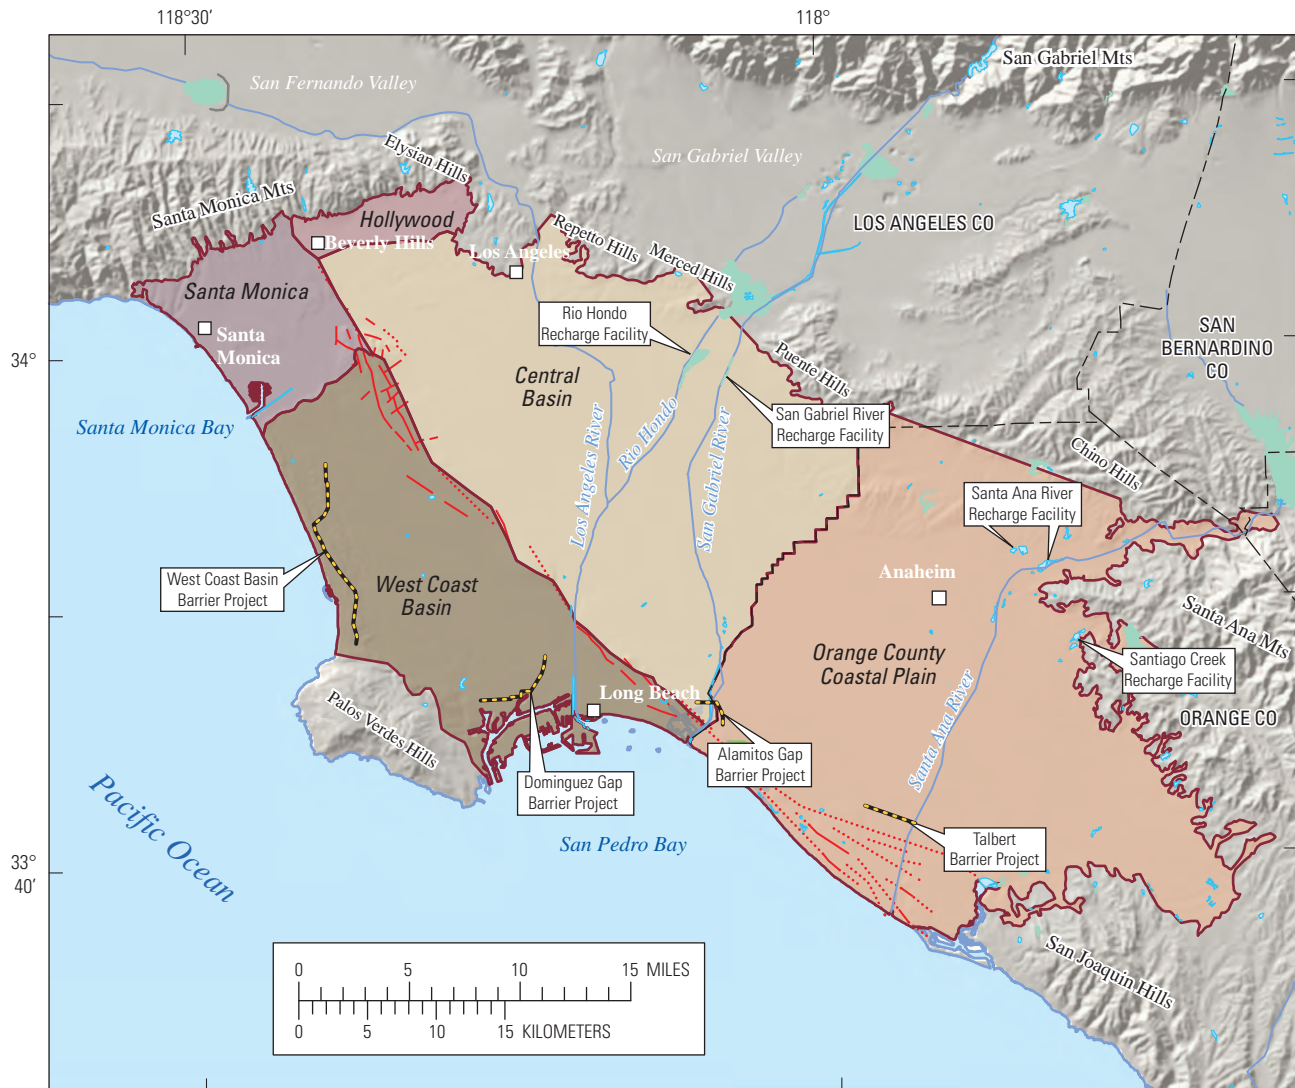 118°30′
118°
San Gabriel Mts
San Fernando Valley
Elysian Hills
San Gabriel Valley
Santa Monica Mts
Hollywood
Repetto Hills
LOS ANGELES CO
Beverly Hills
Los Angeles
Merced Hills
Santa Monica
Rio Hondo
Recharge Facility
Santa
Monica
SAN
BERNARDINO
CO
34°
Puente Hills
Central
Basin
San Gabriel River
Recharge Facility
Santa Monica Bay
Rio Hondo
Los Angeles River
San Gabriel River
Chino Hills
Santa Ana River
Recharge Facility
West Coast Basin
Barrier Project
West Coast
Basin
Anaheim
Santa Ana Mts
Orange County
Coastal Plain
Santiago Creek
Recharge Facility
Long Beach
ORANGE CO
Palos Verdes Hills
Santa Ana River
Alamitos Gap
Barrier Project
Dominguez Gap
Barrier Project
Pacific Ocean
San Pedro Bay
Talbert
Barrier Project
33°
40′
San Joaquin Hills
0 5 10 15 MILES
0 5 10 15 KILOMETERS